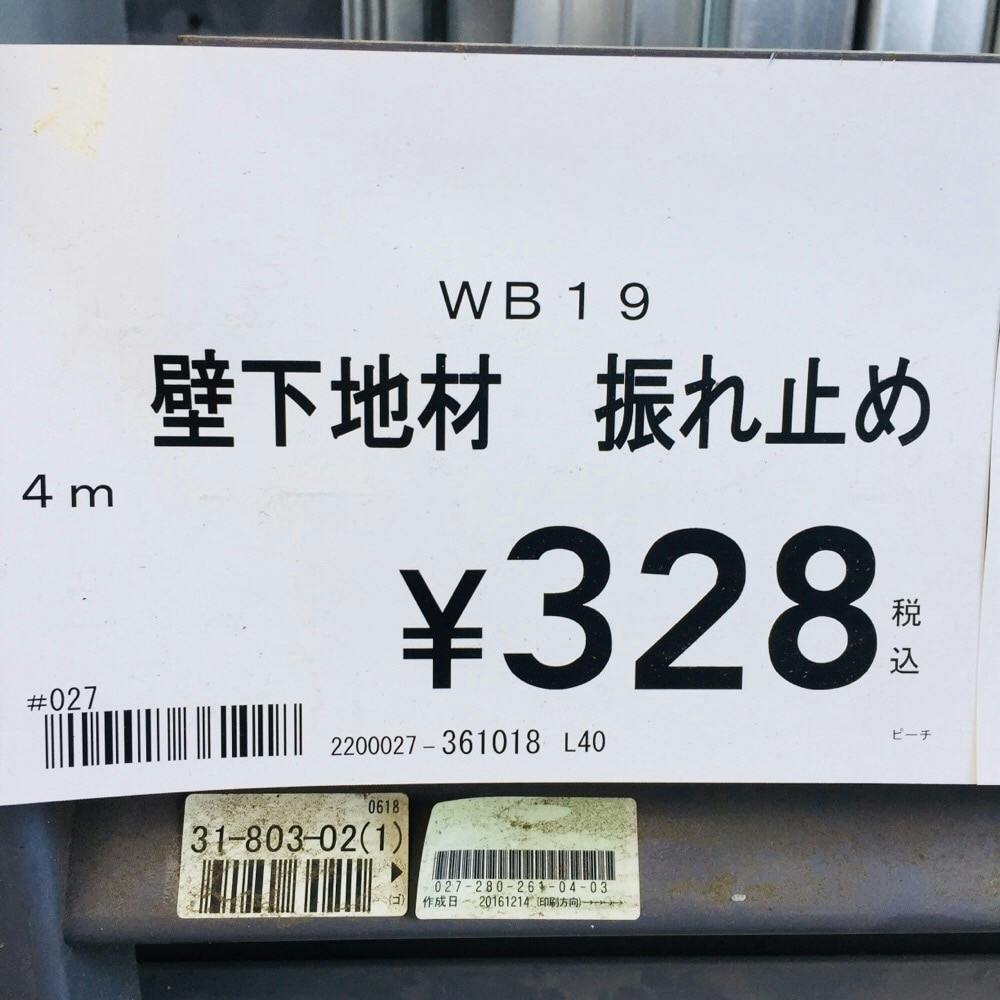 ＷＢ１９
壁下地材　振れ止め
４ｍ
¥328 税込
#027
2200027-361018 L40
ピーチ
0618
31-803-02(1)
(ゴ)
027-280-261-04-03
作成日 20161214 (印刷方向)→→→→